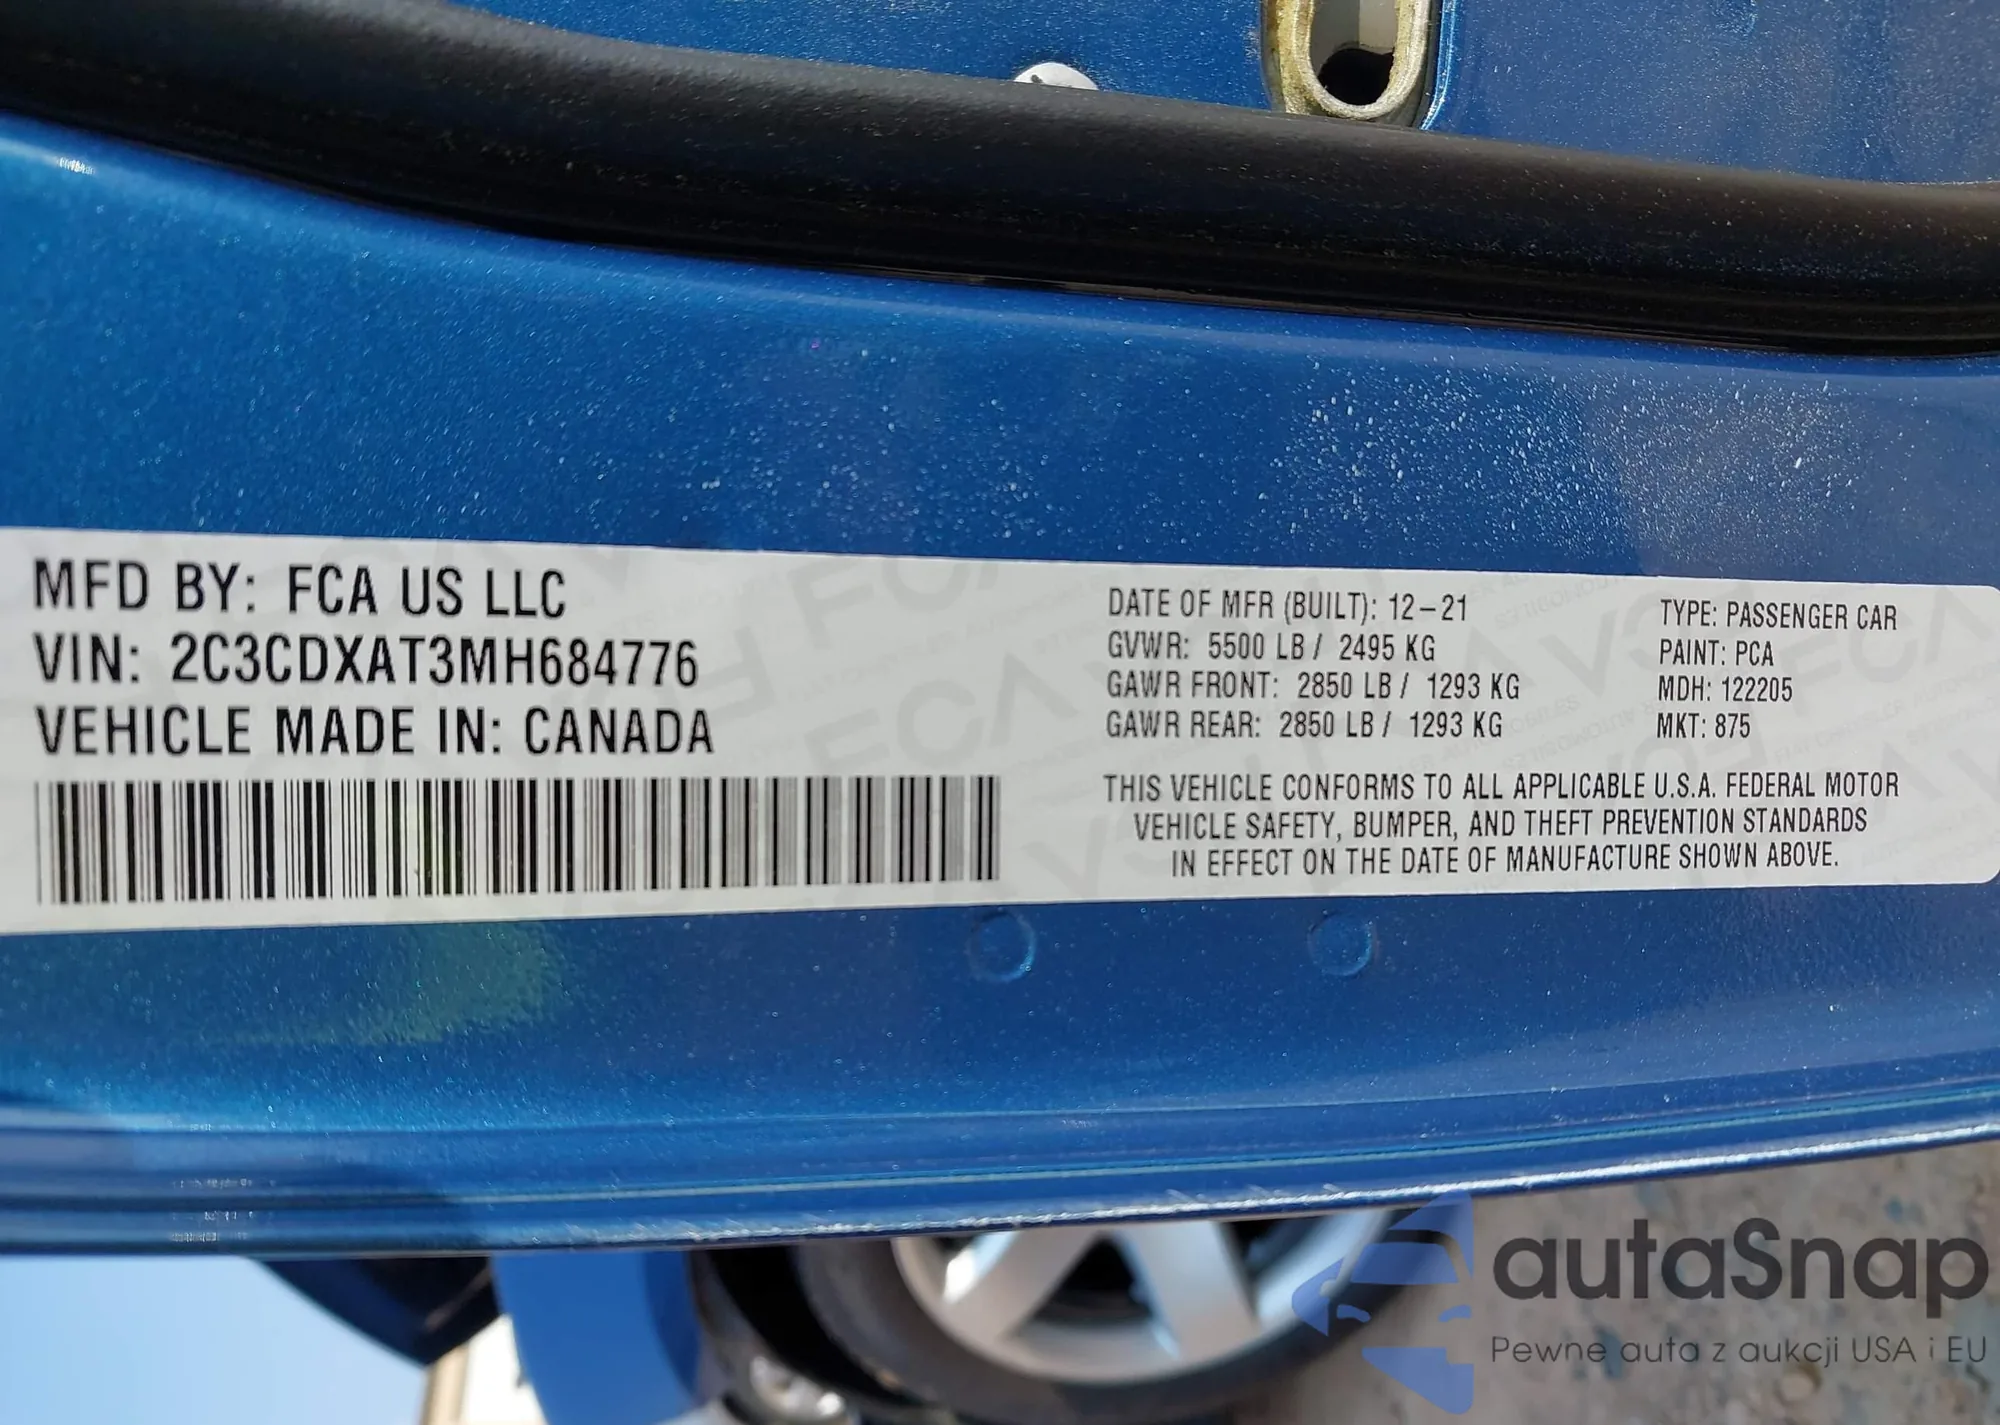 MFD BY: FCA US LLC
VIN: 2C3CDXAT3MH684776
VEHICLE MADE IN: CANADA
DATE OF MFR (BUILT): 12-21
GVWR: 5500 LB / 2495 KG
GAWR FRONT: 2850 LB / 1293 KG
GAWR REAR: 2850 LB / 1293 KG
TYPE: PASSENGER CAR
PAINT: PCA
MDH: 122205
MKT: 875
THIS VEHICLE CONFORMS TO ALL APPLICABLE U.S.A. FEDERAL MOTOR
VEHICLE SAFETY, BUMPER, AND THEFT PREVENTION STANDARDS
IN EFFECT ON THE DATE OF MANUFACTURE SHOWN ABOVE.
autaSnap
Pewne auta z aukcji USA i EU